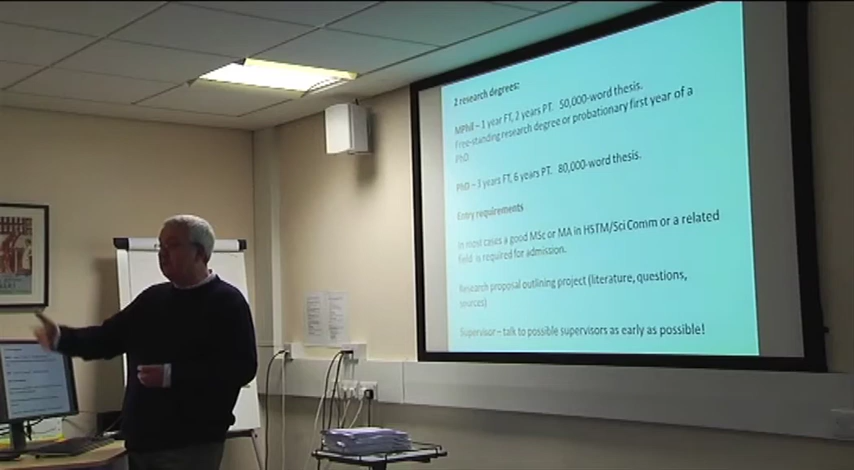 2 research degrees:
MPhil – 1 year FT, 2 years PT. 50,000-word thesis.
Free-standing research degree or probationary first year of a
PhD
PhD – 3 years FT, 6 years PT. 80,000-word thesis.
Entry requirements
In most cases a good MSc or MA in HSTM/Sci Comm or a related
field is required for admission.
Research proposal outlining project (literature, questions,
sources)
Supervisor – talk to possible supervisors as early as possible!